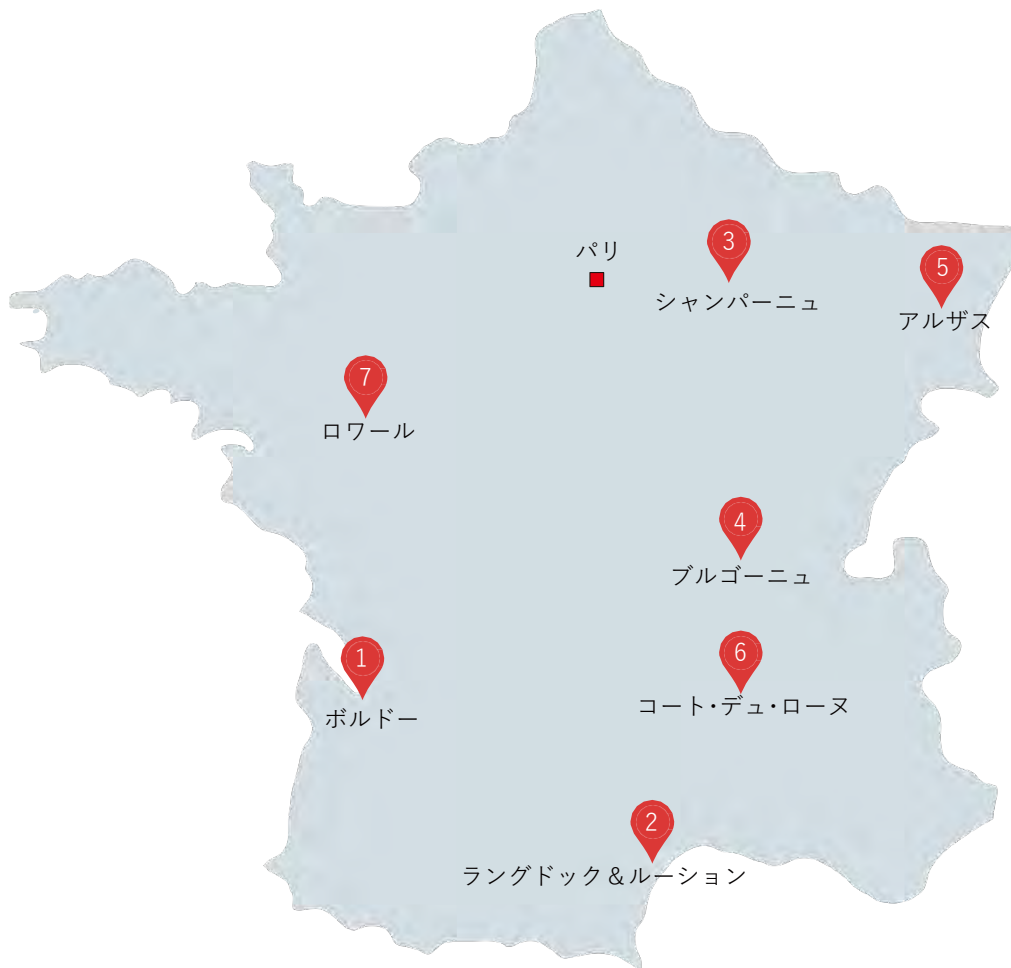 パリ
3
シャンパーニュ
5
アルザス
7
ロワール
4
ブルゴーニュ
1
ボルドー
6
コート・デュ・ローヌ
2
ラングドック&ルーション